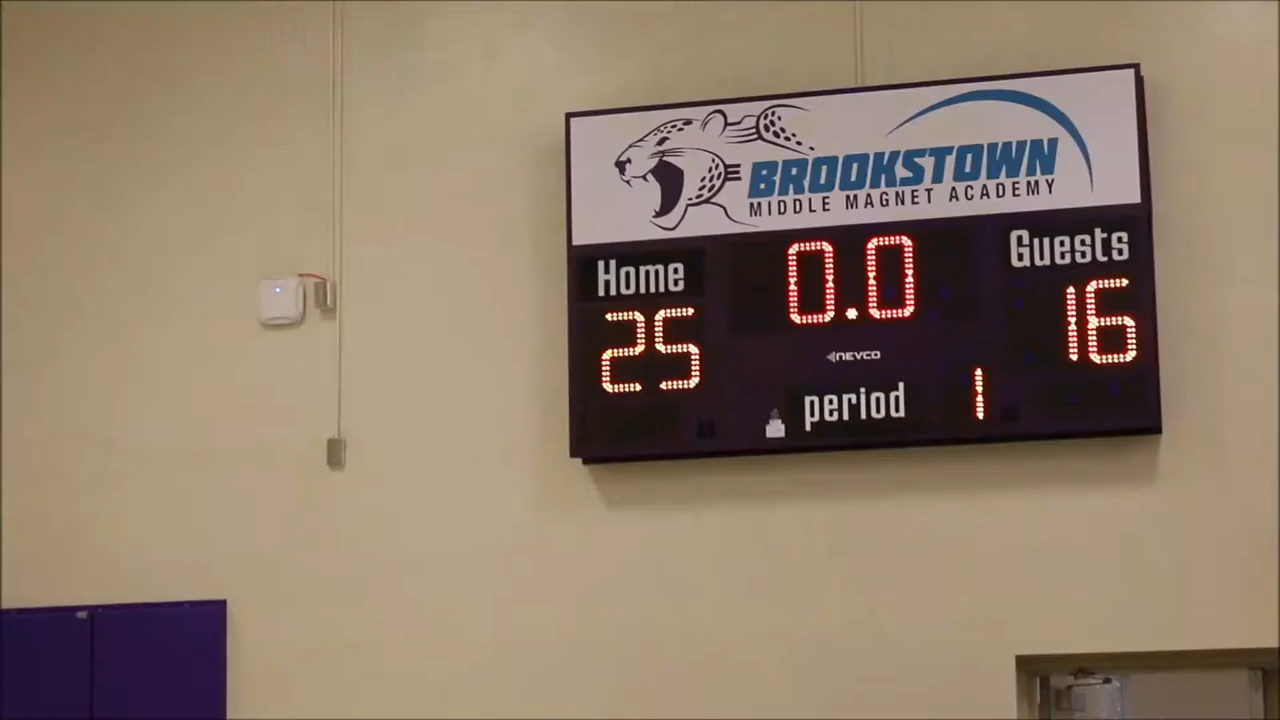 BROOKSTOWN
MIDDLE MAGNET ACADEMY
Home
0.0
Guests
25
16
NEVCO
period 1